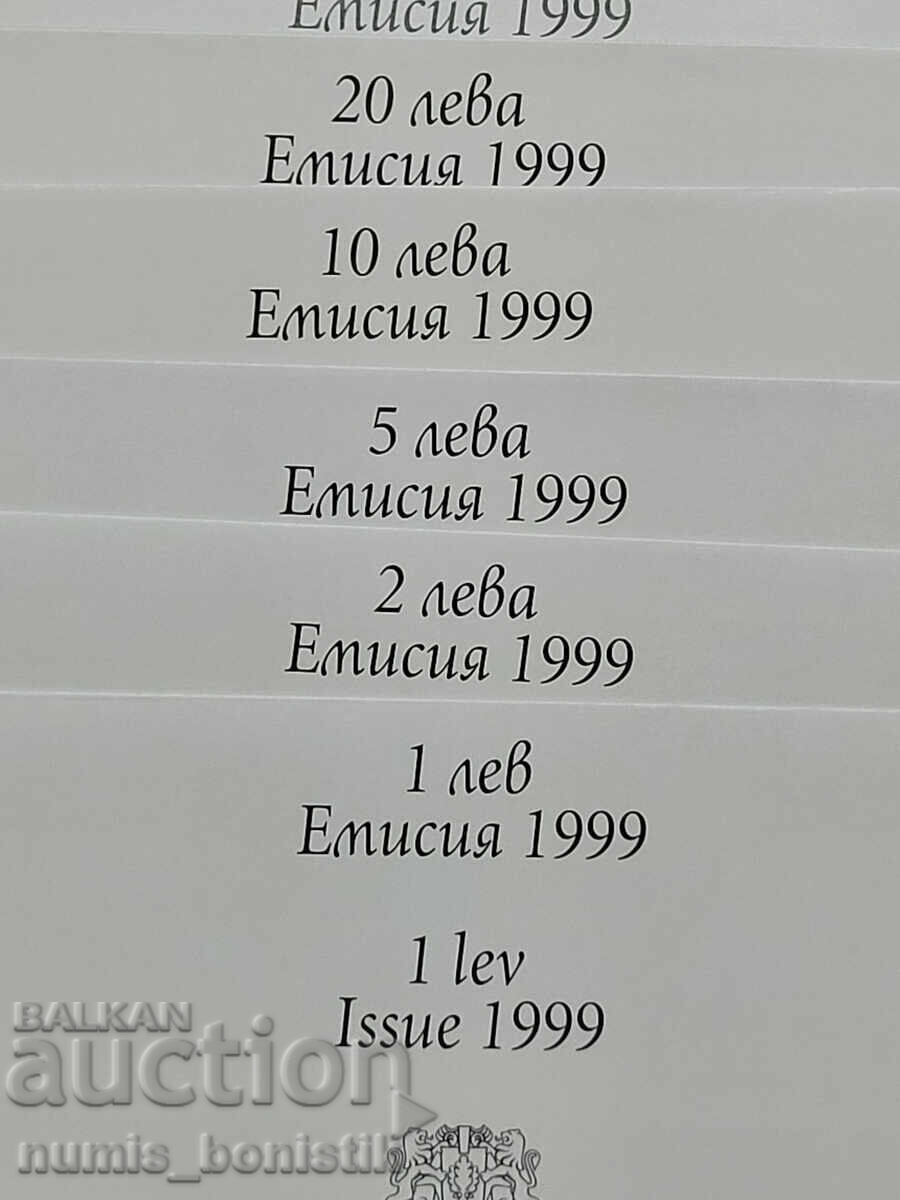 Емисия 1999
20 лева
Емисия 1999
10 лева
Емисия 1999
5 лева
Емисия 1999
2 лева
Емисия 1999
1 лев
Емисия 1999
1 lev
Issue 1999
BALKAN
auction
numis_bonistil